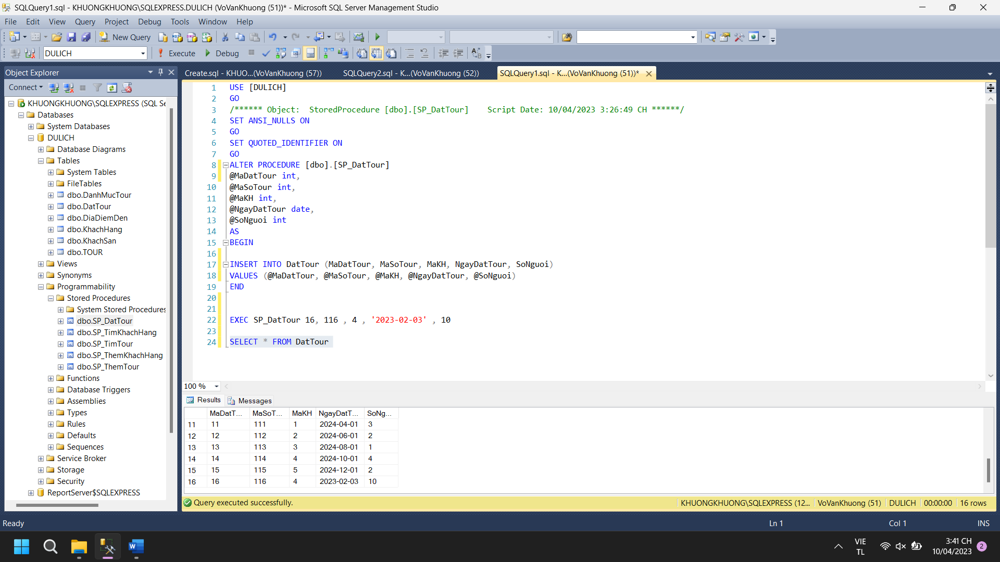 SQLQuery1.sql - KHUONGKHUONG\SQLEXPRESS.DULICH (VoVanKhuong (51))* - Microsoft SQL Server Management Studio
File Edit View Query Project Debug Tools Window Help
New Query
DULICH Execute Debug
Object Explorer
Connect
KHUONGKHUONG\SQLEXPRESS (SQL Se
Databases
System Databases
DULICH
Database Diagrams
Tables
System Tables
FileTables
dbo.DanhMucTour
dbo.DatTour
dbo.DiaDiemDen
dbo.KhachHang
dbo.KhachSan
dbo.TOUR
Views
Synonyms
Programmability
Stored Procedures
System Stored Procedures
dbo.SP_DatTour
dbo.SP_TimKhachHang
dbo.SP_TimTour
dbo.SP_ThemKhachHang
dbo.SP_ThemTour
Functions
Database Triggers
Assemblies
Types
Rules
Defaults
Sequences
Service Broker
Storage
Security
ReportServer$SQLEXPRESS
Create.sql - KHUO...(VoVanKhuong (57)) SQLQuery2.sql - K...(VoVanKhuong (52)) SQLQuery1.sql - K...(VoVanKhuong (51))*
1 USE [DULICH]
2 GO
3 /****** Object:  StoredProcedure [dbo].[SP_DatTour]    Script Date: 10/04/2023 3:26:49 CH ******/
4 SET ANSI_NULLS ON
5 GO
6 SET QUOTED_IDENTIFIER ON
7 GO
8 ALTER PROCEDURE [dbo].[SP_DatTour]
9 @MaDatTour int,
10 @MaSoTour int,
11 @MaKH int,
12 @NgayDatTour date,
13 @SoNguoi int
14 AS
15 BEGIN
16
17 INSERT INTO DatTour (MaDatTour, MaSoTour, MaKH, NgayDatTour, SoNguoi)
18 VALUES (@MaDatTour, @MaSoTour, @MaKH, @NgayDatTour, @SoNguoi)
19 END
20
21
22 EXEC SP_DatTour 16, 116 , 4 , '2023-02-03' , 10
23
24 SELECT * FROM DatTour
100 %
Results Messages
MaDatT... MaSoT... MaKH NgayDatT... SoNg...
11 11 111 1 2024-04-01 3
12 12 112 2 2024-06-01 2
13 13 113 3 2024-08-01 1
14 14 114 4 2024-10-01 4
15 15 115 5 2024-12-01 2
16 16 116 4 2023-02-03 10
Query executed successfully. KHUONGKHUONG\SQLEXPRESS (12... VoVanKhuong (51) DULICH 00:00:00 16 rows
Ready Ln 1 Col 1 INS
VIE
TL
3:41 CH
10/04/2023
2